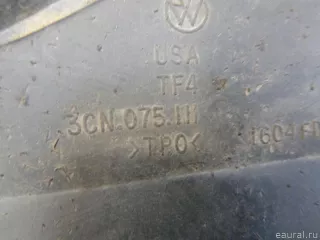 USA
TF4
3CN.075.111
>TPO<
eaural.ru